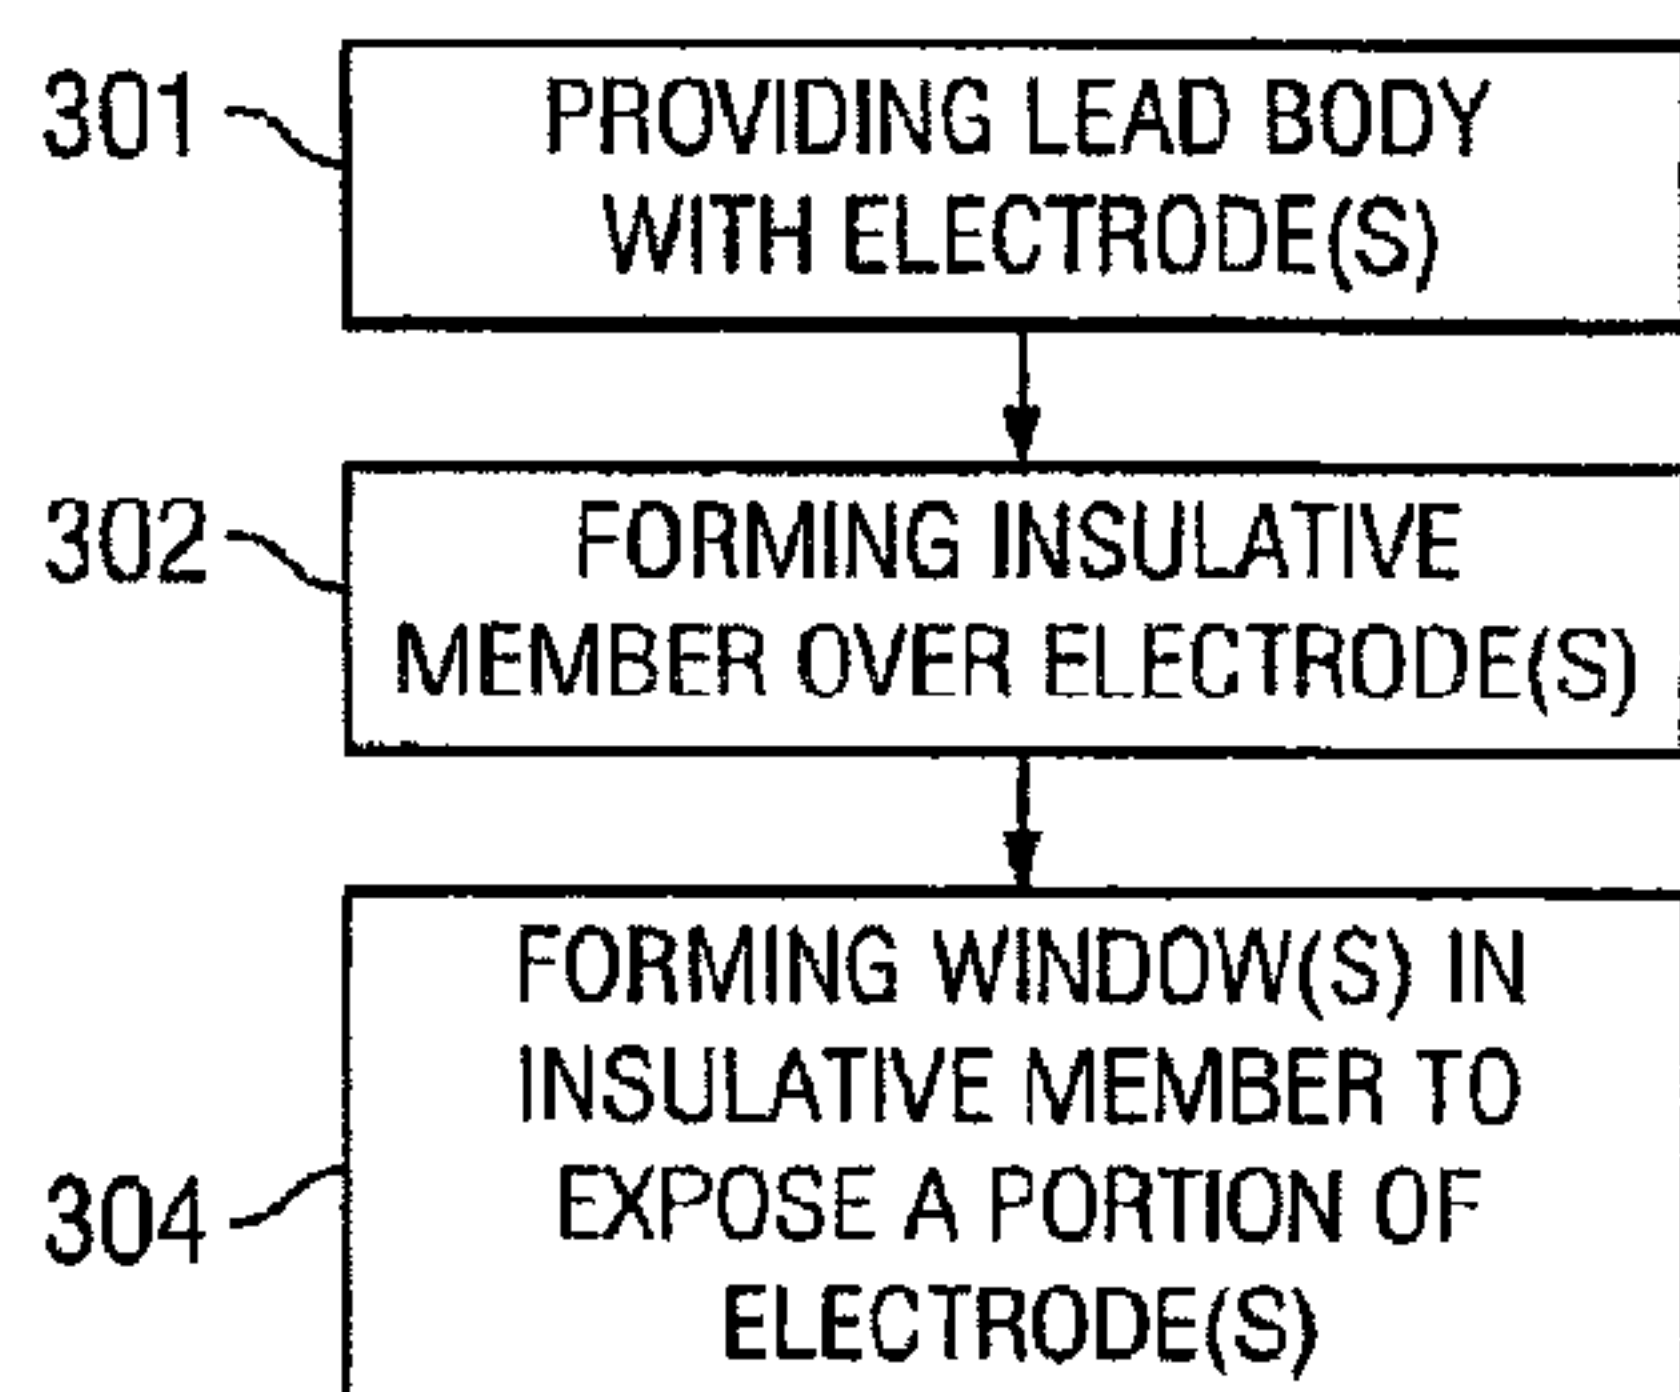 301
PROVIDING LEAD BODY
WITH ELECTRODE(S)
302
FORMING INSULATIVE
MEMBER OVER ELECTRODE(S)
304
FORMING WINDOW(S) IN
INSULATIVE MEMBER TO
EXPOSE A PORTION OF
ELECTRODE(S)